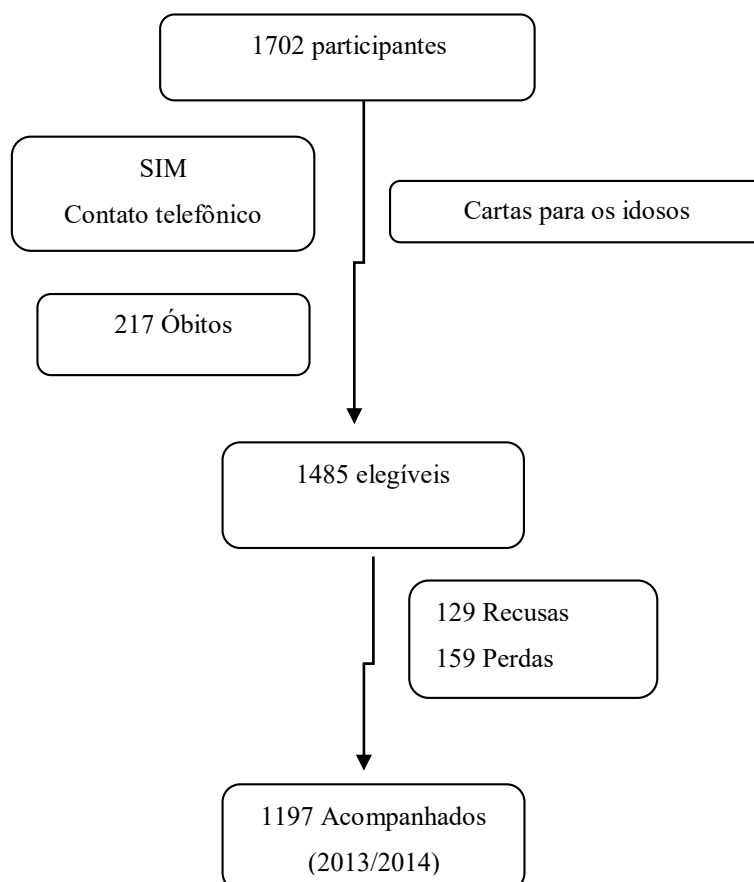 1702 participantes
SIM
Contato telefônico
Cartas para os idosos
217 Óbitos
1485 elegíveis
129 Recusas
159 Perdas
1197 Acompanhados
(2013/2014)